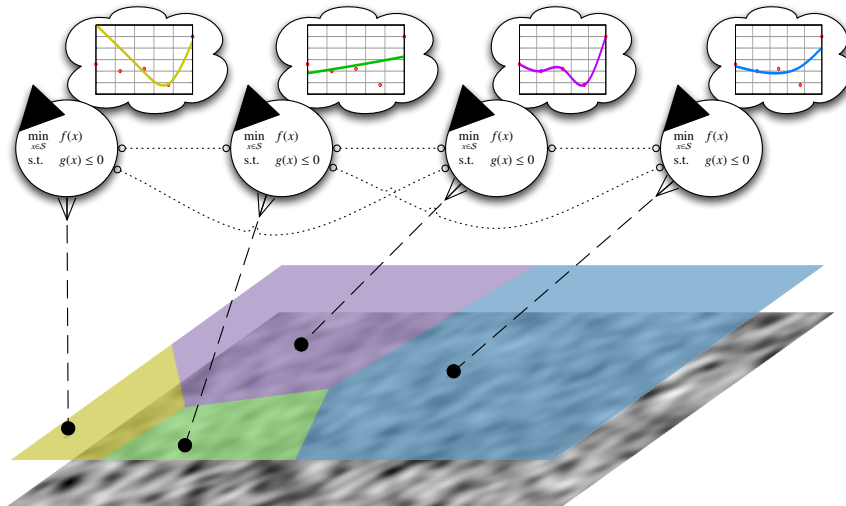 min f(x)
x∈S
s.t. g(x) ≤ 0
min f(x)
x∈S
s.t. g(x) ≤ 0
min f(x)
x∈S
s.t. g(x) ≤ 0
min f(x)
x∈S
s.t. g(x) ≤ 0